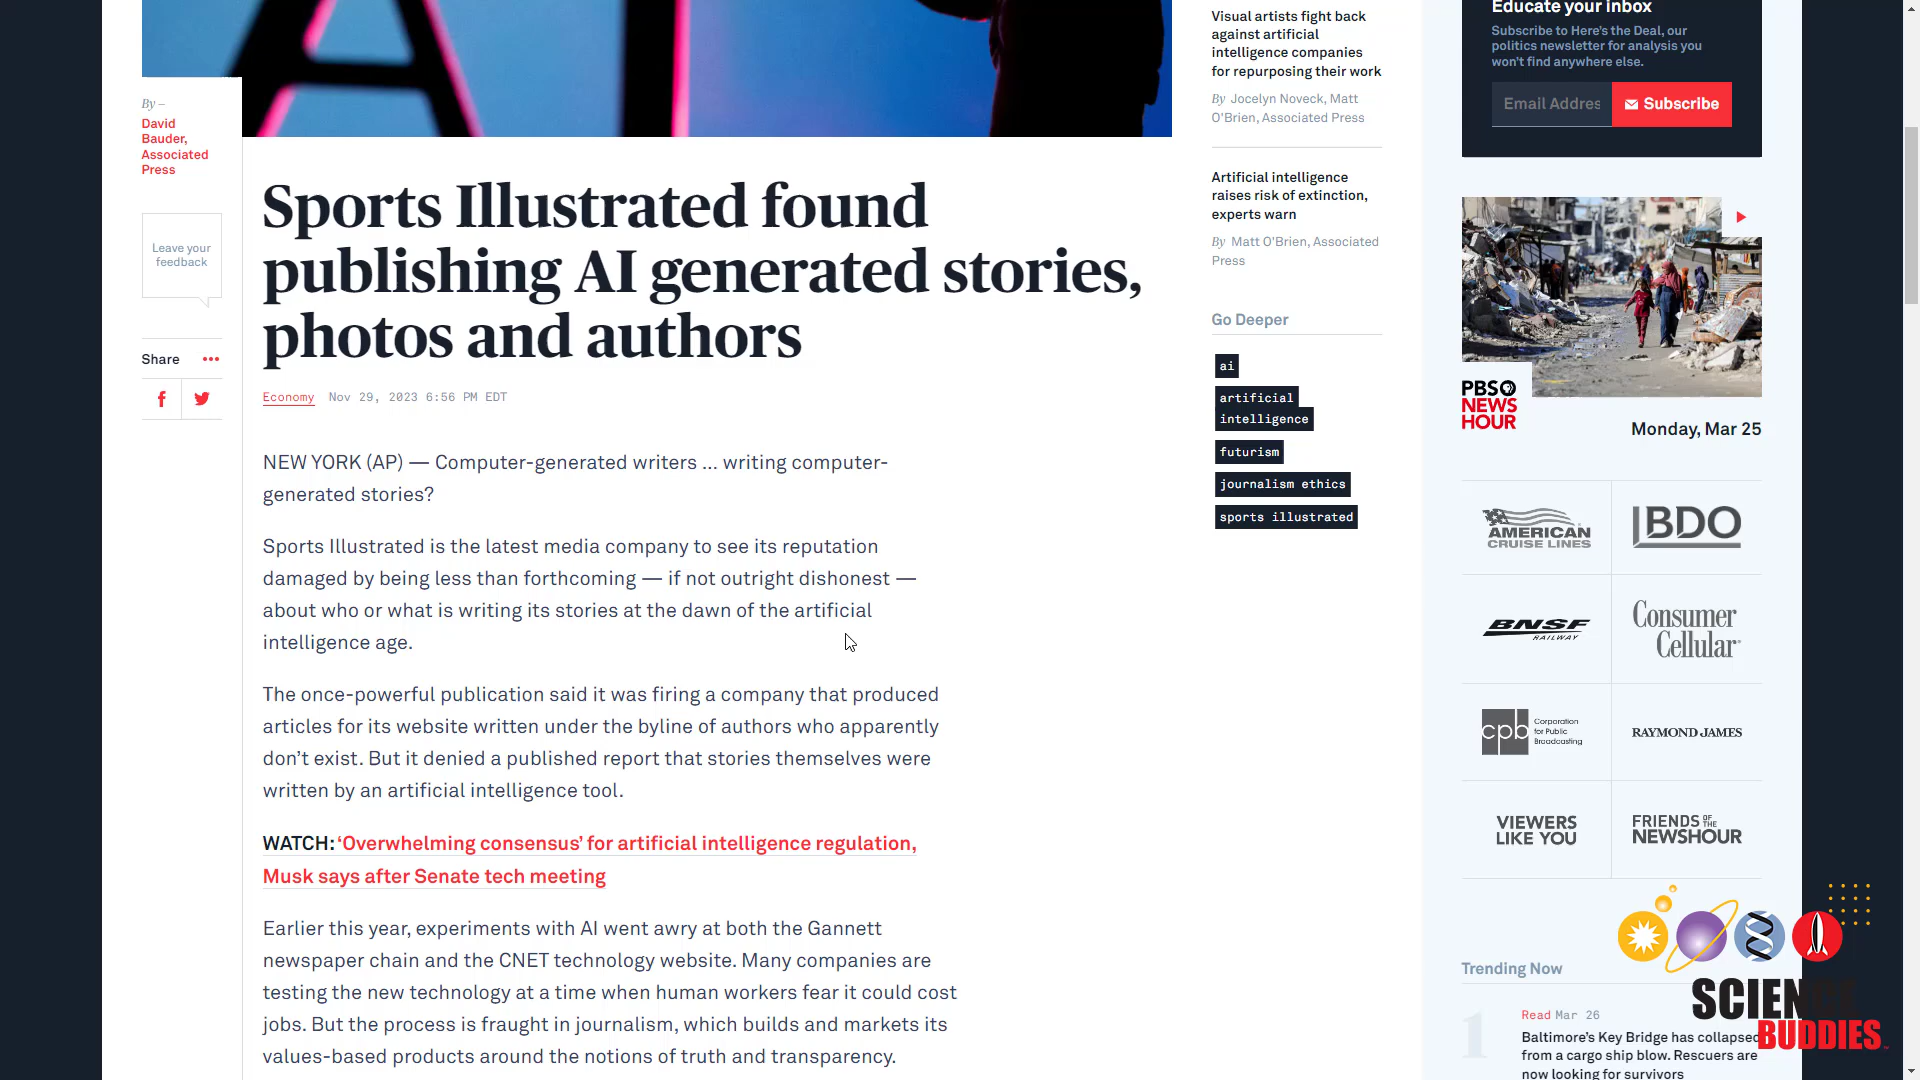 AI
By –
David
Bauder,
Associated
Press
Leave your
feedback
Share
Sports Illustrated found
publishing AI generated stories,
photos and authors
Economy Nov 29, 2023 6:56 PM EDT
NEW YORK (AP) — Computer-generated writers ... writing computer-
generated stories?
Sports Illustrated is the latest media company to see its reputation
damaged by being less than forthcoming — if not outright dishonest —
about who or what is writing its stories at the dawn of the artificial
intelligence age.
The once-powerful publication said it was firing a company that produced
articles for its website written under the byline of authors who apparently
don’t exist. But it denied a published report that stories themselves were
written by an artificial intelligence tool.
WATCH: ‘Overwhelming consensus’ for artificial intelligence regulation,
Musk says after Senate tech meeting
Earlier this year, experiments with AI went awry at both the Gannett
newspaper chain and the CNET technology website. Many companies are
testing the new technology at a time when human workers fear it could cost
jobs. But the process is fraught in journalism, which builds and markets its
values-based products around the notions of truth and transparency.
Visual artists fight back
against artificial
intelligence companies
for repurposing their work
By Jocelyn Noveck, Matt
O'Brien, Associated Press
Artificial intelligence
raises risk of extinction,
experts warn
By Matt O'Brien, Associated
Press
Go Deeper
ai
artificial
intelligence
futurism
journalism ethics
sports illustrated
Educate your inbox
Subscribe to Here’s the Deal, our
politics newsletter for analysis you
won’t find anywhere else.
Email Addres
Subscribe
PBS
NEWS
HOUR
Monday, Mar 25
AMERICAN
CRUISE LINES
BDO
BNSF
RAILWAY
Consumer
Cellular
cpb
Corporation
for Public
Broadcasting
RAYMOND JAMES
VIEWERS
LIKE YOU
FRIENDS OF THE
NEWSHOUR
Trending Now
1
Read Mar 26
Baltimore’s Key Bridge has collapsed
from a cargo ship blow. Rescuers are
now looking for survivors
SCIENCE
BUDDIES